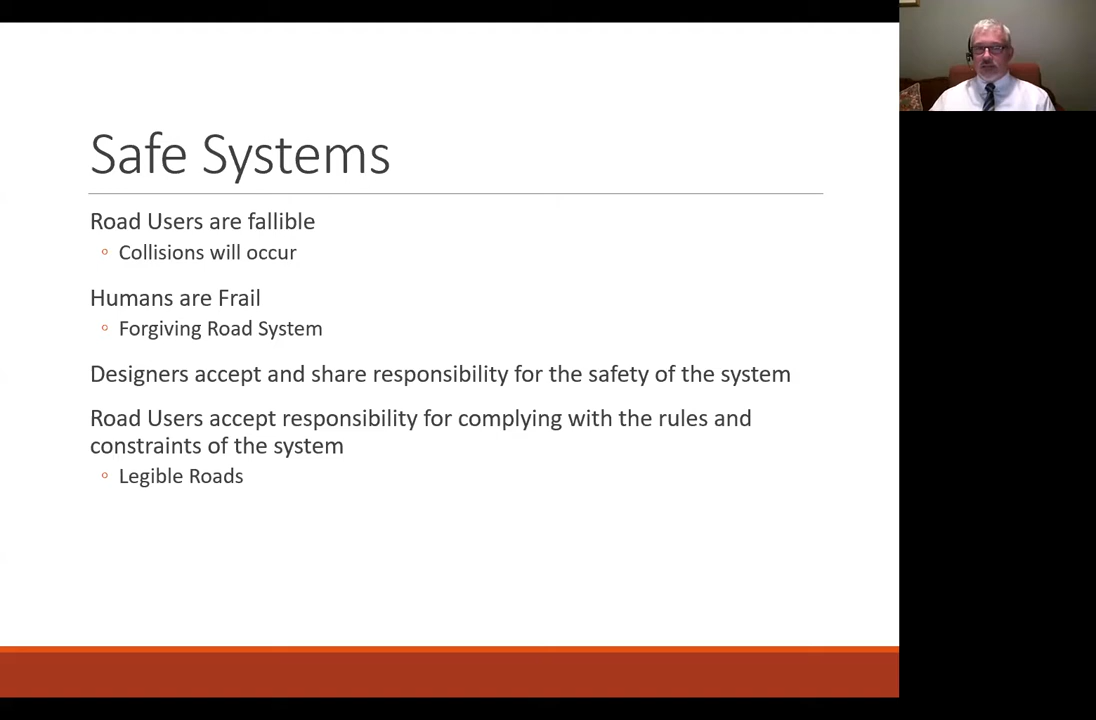 Safe Systems
Road Users are fallible
◦ Collisions will occur
Humans are Frail
◦ Forgiving Road System
Designers accept and share responsibility for the safety of the system
Road Users accept responsibility for complying with the rules and
constraints of the system
◦ Legible Roads